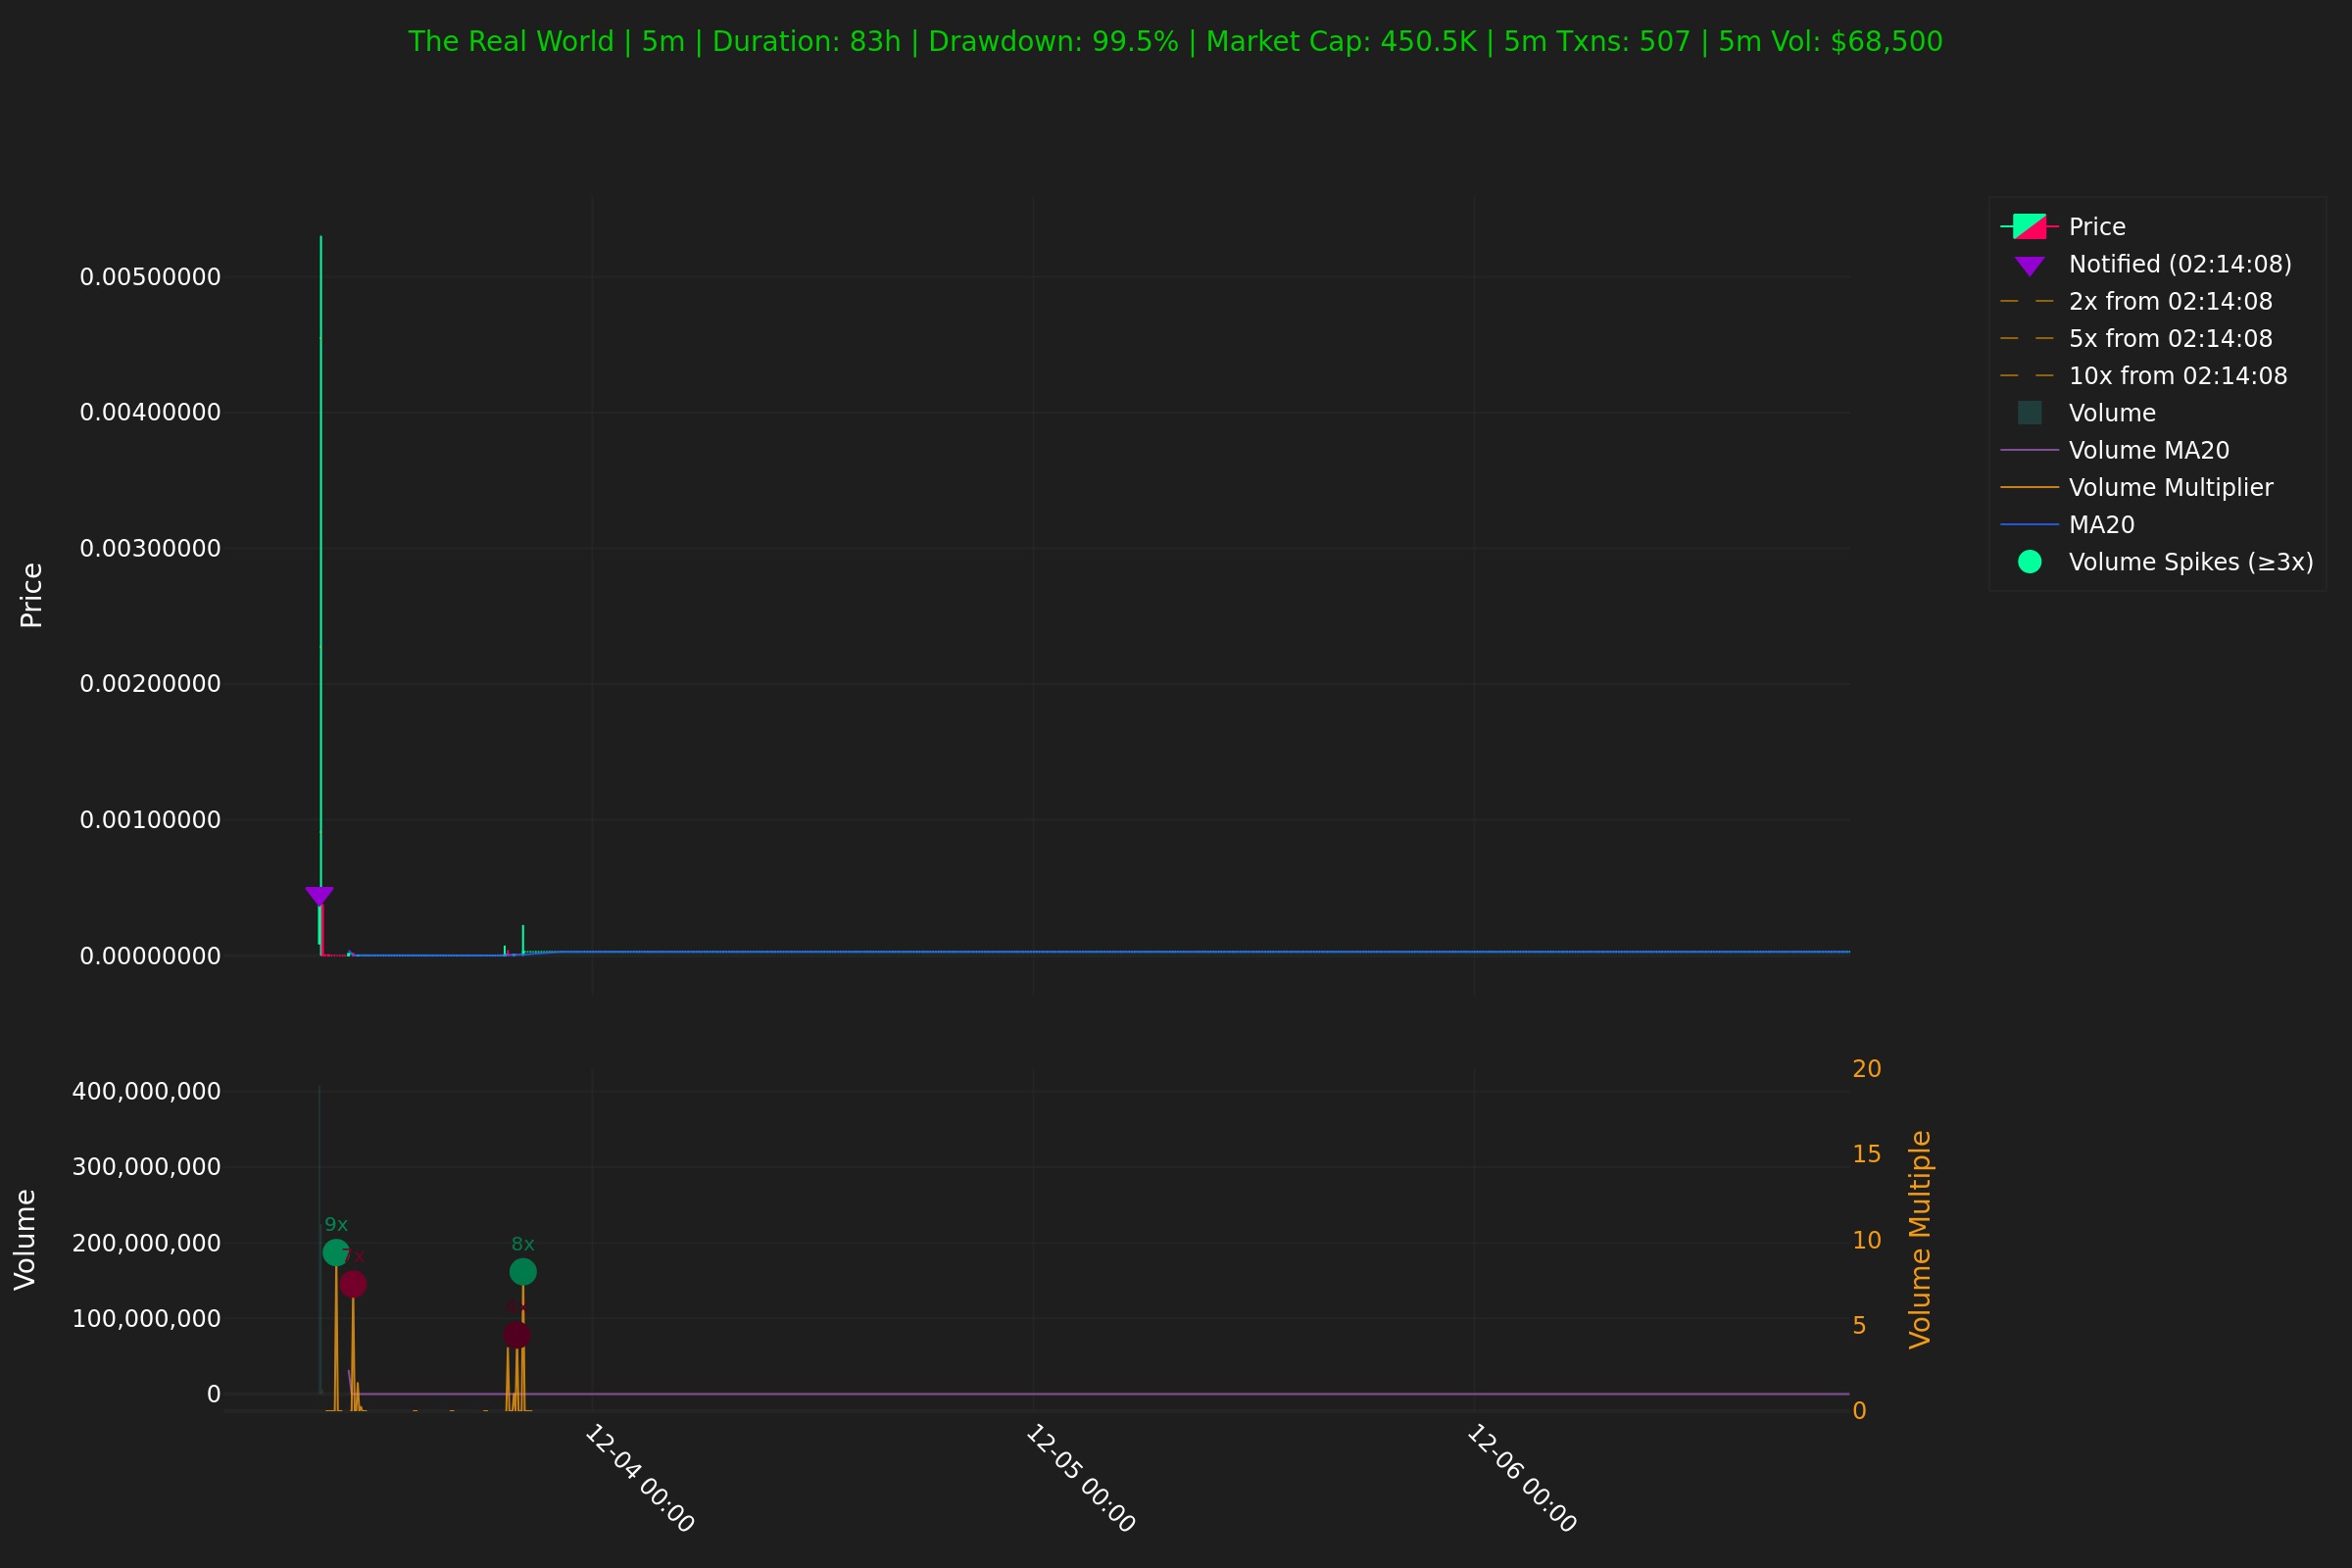 The Real World | 5m | Duration: 83h | Drawdown: 99.5% | Market Cap: 450.5K | 5m Txns: 507 | 5m Vol: $68,500
Price
0.00500000
0.00400000
0.00300000
0.00200000
0.00100000
0.00000000
Price
Notified (02:14:08)
2x from 02:14:08
5x from 02:14:08
10x from 02:14:08
Volume
Volume MA20
Volume Multiplier
MA20
Volume Spikes (≥3x)
Volume
400,000,000
300,000,000
200,000,000
100,000,000
0
9x
7x
8x
20
15
10
5
0
Volume Multiple
12-04 00:00
12-05 00:00
12-06 00:00